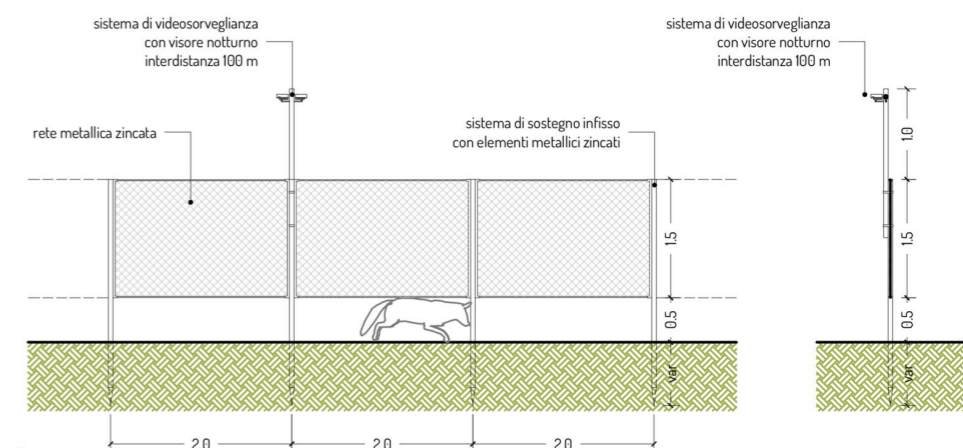 sistema di videosorveglianza
con visore notturno
interdistanza 100 m
sistema di videosorveglianza
con visore notturno
interdistanza 100 m
rete metallica zincata
sistema di sostegno infisso
con elementi metallici zincati
1.5
0.5
var
1.0
1.5
0.5
var
2.0
2.0
2.0